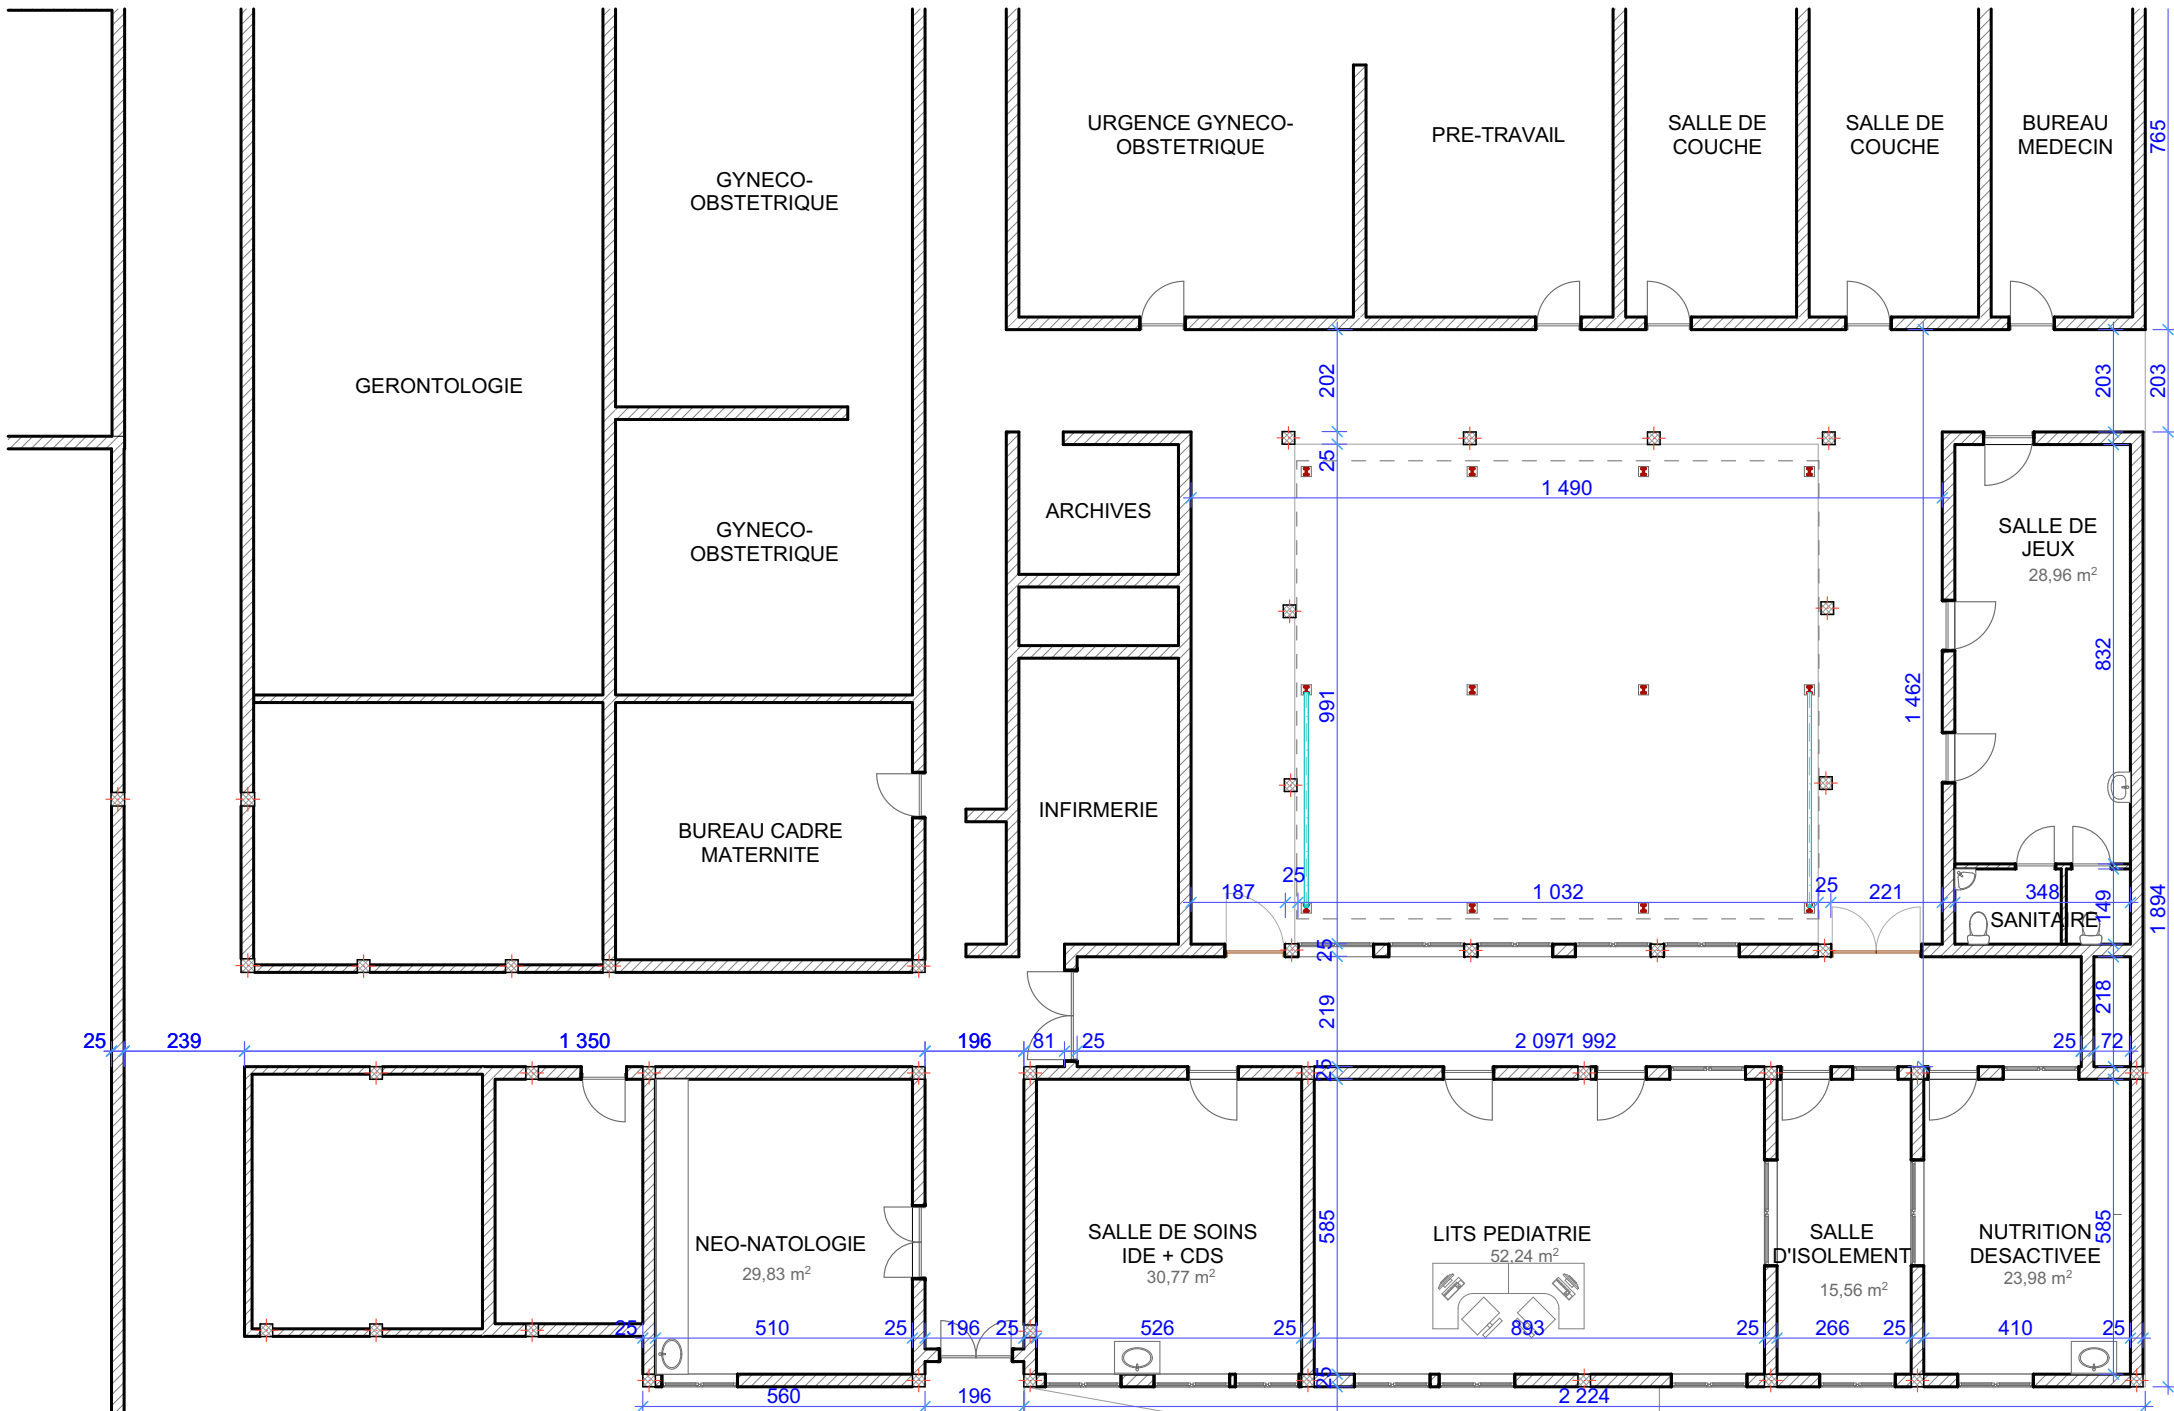 URGENCE GYNECO-
OBSTETRIQUE
PRE-TRAVAIL
SALLE DE
COUCHE
SALLE DE
COUCHE
BUREAU
MEDECIN
765
GYNECO-
OBSTETRIQUE
GERONTOLOGIE
202
203
203
25
1 490
ARCHIVES
GYNECO-
OBSTETRIQUE
SALLE DE
JEUX
28,96 m²
832
991
1 462
INFIRMERIE
BUREAU CADRE
MATERNITE
187
25
1 032
25
221
348
149
SANITAIRE
1 894
25
219
218
25
239
1 350
196
81
25
2 0971 992
25
72
25
NEO-NATOLOGIE
29,83 m²
SALLE DE SOINS
IDE + CDS
30,77 m²
585
LITS PEDIATRIE
52,24 m²
SALLE
D'ISOLEMENT
15,56 m²
NUTRITION
DESACTIVEE
23,98 m²
585
25
510
25
196
25
526
25
893
25
266
25
410
25
25
560
196
2 224